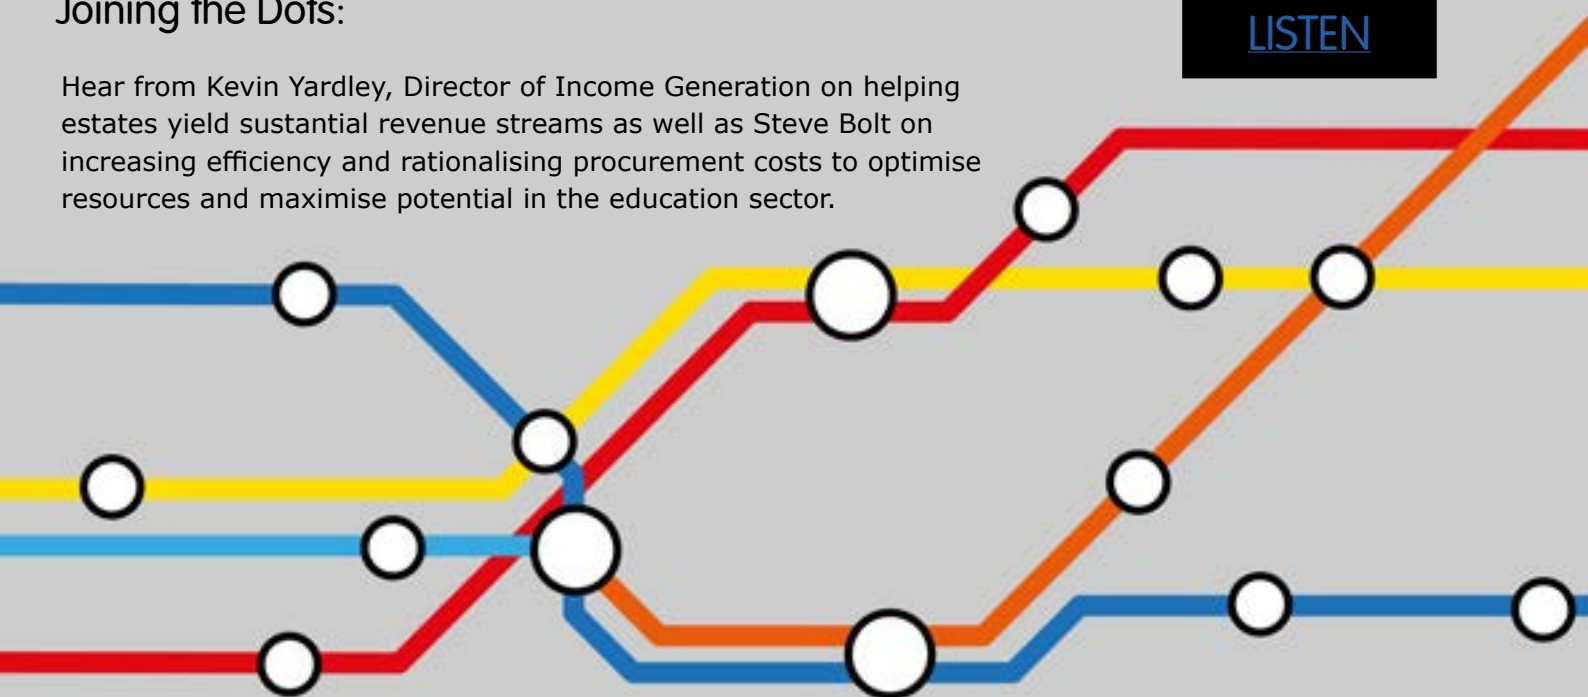 Joining the Dots:
LISTEN
Hear from Kevin Yardley, Director of Income Generation on helping
estates yield sustantial revenue streams as well as Steve Bolt on
increasing efficiency and rationalising procurement costs to optimise
resources and maximise potential in the education sector.